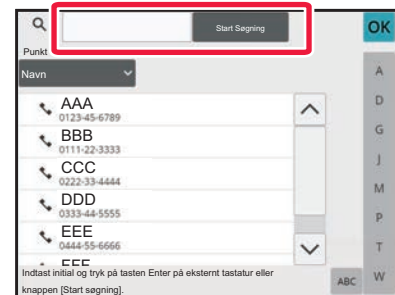 Start Søgning
OK
Punkt
Navn
A
AAA
0123-45-6789
D
BBB
0111-22-3333
G
CCC
0222-33-4444
J
DDD
0333-44-5555
M
EEE
0444-55-6666
P
FFF
T
Indtast initial og tryk på tasten Enter på eksternt tastatur eller
knappen [Start søgning].
ABC
W